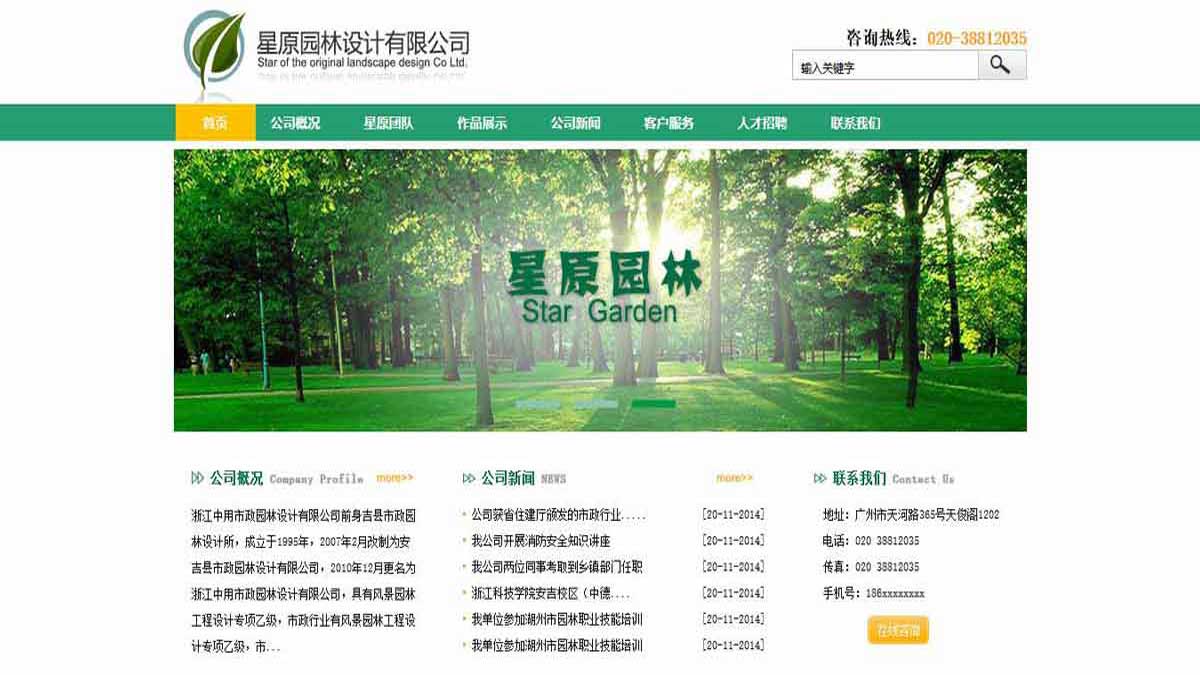 星原园林设计有限公司
Star of the original landscape design Co Ltd.
咨询热线：020-38812035
输入关键字
首页 公司概况 星原团队 作品展示 公司新闻 客户服务 人才招聘 联系我们
星原园林
Star Garden
公司概况 Company Profile more>>
浙江中用市政园林设计有限公司前身吉县市政园
林设计所，成立于1995年，2007年2月改制为安
吉县市政园林设计有限公司，2010年12月更名为
浙江中用市政园林设计有限公司，具有风景园林
工程设计专项乙级，市政行业有风景园林工程设
计专项乙级，市...
公司新闻 NEWS more>>
公司获省住建厅颁发的市政行业..... [20-11-2014]
我公司开展消防安全知识讲座 [20-11-2014]
我公司两位同事考取到乡镇部门任职 [20-11-2014]
浙江科技学院安吉校区（中德.... [20-11-2014]
我单位参加湖州市园林职业技能培训 [20-11-2014]
我单位参加湖州市园林职业技能培训 [20-11-2014]
联系我们 Contect Us
地址：广州市天河路365号天俊阁1202
电话：020 38812035
传真：020 38812035
手机号：186xxxxxxxx
在线咨询